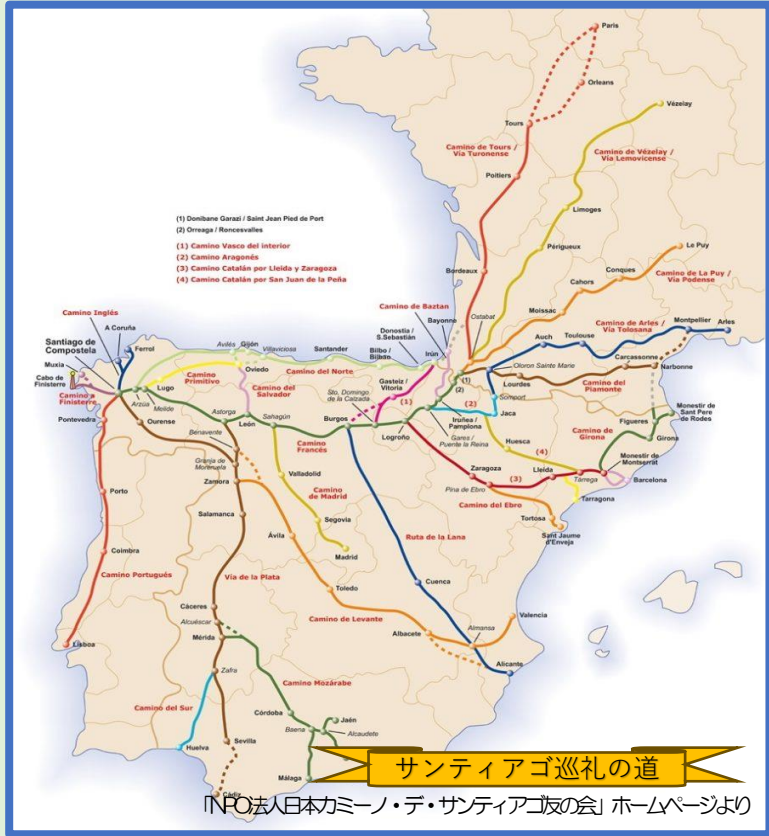 Paris
Orleans
Tours
Vézelay
Camino de Tours /
Via Turonense
Camino de Vézelay /
Via Lemovicense
Poitiers
(1) Donibane Garazi / Saint Jean Pied de Port
(2) Orreaga / Roncesvalles
(1) Camino Vasco del interior
(2) Camino Aragonés
(3) Camino Catalán por Lleida y Zaragoza
(4) Camino Catalán por San Juan de la Peña
Limoges
Périgueux
Le Puy
Conques
Cahors
Camino de La Puy /
Via Podense
Bordeaux
Moissac
Camino de Baztan
Bayonne
Ostabat
Camino de Arles /
Via Tolosana
Montpellier
Arles
Auch
Toulouse
Carcassonne
Narbonne
Oloron Sainte Marie
Lourdes
Camino del
Piamonte
Somport
Jaca
Camino Inglés
A Coruña
Ferrol
Santiago de
Compostela
Muxia
Cabo de
Finisterre
Camino a
Finisterre
Avilés
Gijón
Villaviciosa
Santander
Bilbo /
Bilbao
Donostia /
S.Sebastián
Irún
Camino
Primitivo
Oviedo
Camino del Norte
Lugo
Arzúa
Melide
Camino del
Salvador
Sto. Domingo
de la Calzada
Gasteiz /
Vitoria
(1)
(1)
(2)
(2)
Iruñea /
Pamplona
Gares /
Puente la Reina
Pontevedra
Ourense
Astorga
León
Sahagún
Burgos
Logroño
Camino
Francés
Benavente
Granja de
Moreruela
Zamora
Valladolid
Camino
de Madrid
Segovia
Madrid
Huesca
(4)
Zaragoza
(3)
Lleida
Tàrrega
Pina de Ebro
Camino del Ebro
Tortosa
Sant Jaume
d'Enveja
Tarragona
Barcelona
Monestir de
Montserrat
Camino de
Girona
Figueres
Girona
Monestir de
Sant Pere
de Rodes
Porto
Coimbra
Camino Portugués
Lisboa
Salamanca
Ávila
Toledo
Ruta de la Lana
Cuenca
Via de la Plata
Cáceres
Alcuéscar
Mérida
Camino de Levante
Albacete
Almansa
Valencia
Alicante
Zafra
Camino del Sur
Huelva
Sevilla
Cádiz
Camino Mozárabe
Córdoba
Baena
Jaén
Alcaudete
Málaga
サンティアゴ巡礼の道
「NPO法人日本カミーノ・デ・サンティアゴ友の会」ホームページより